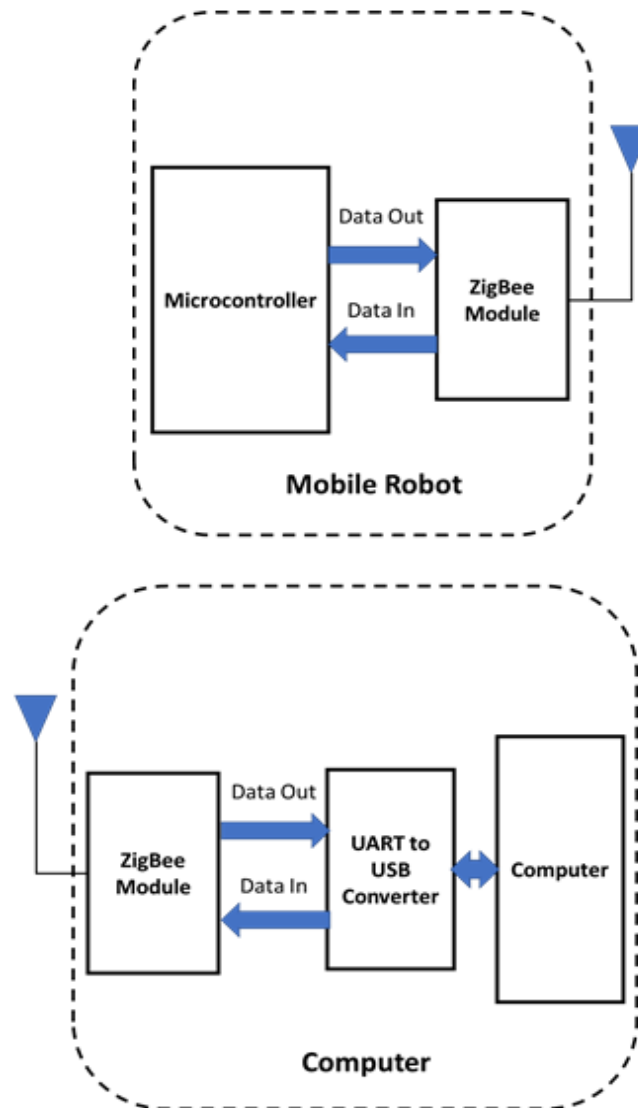 Data Out
Microcontroller
ZigBee
Module
Data In
Mobile Robot
Data Out
ZigBee
Module
Data In
UART to
USB
Converter
Computer
Computer